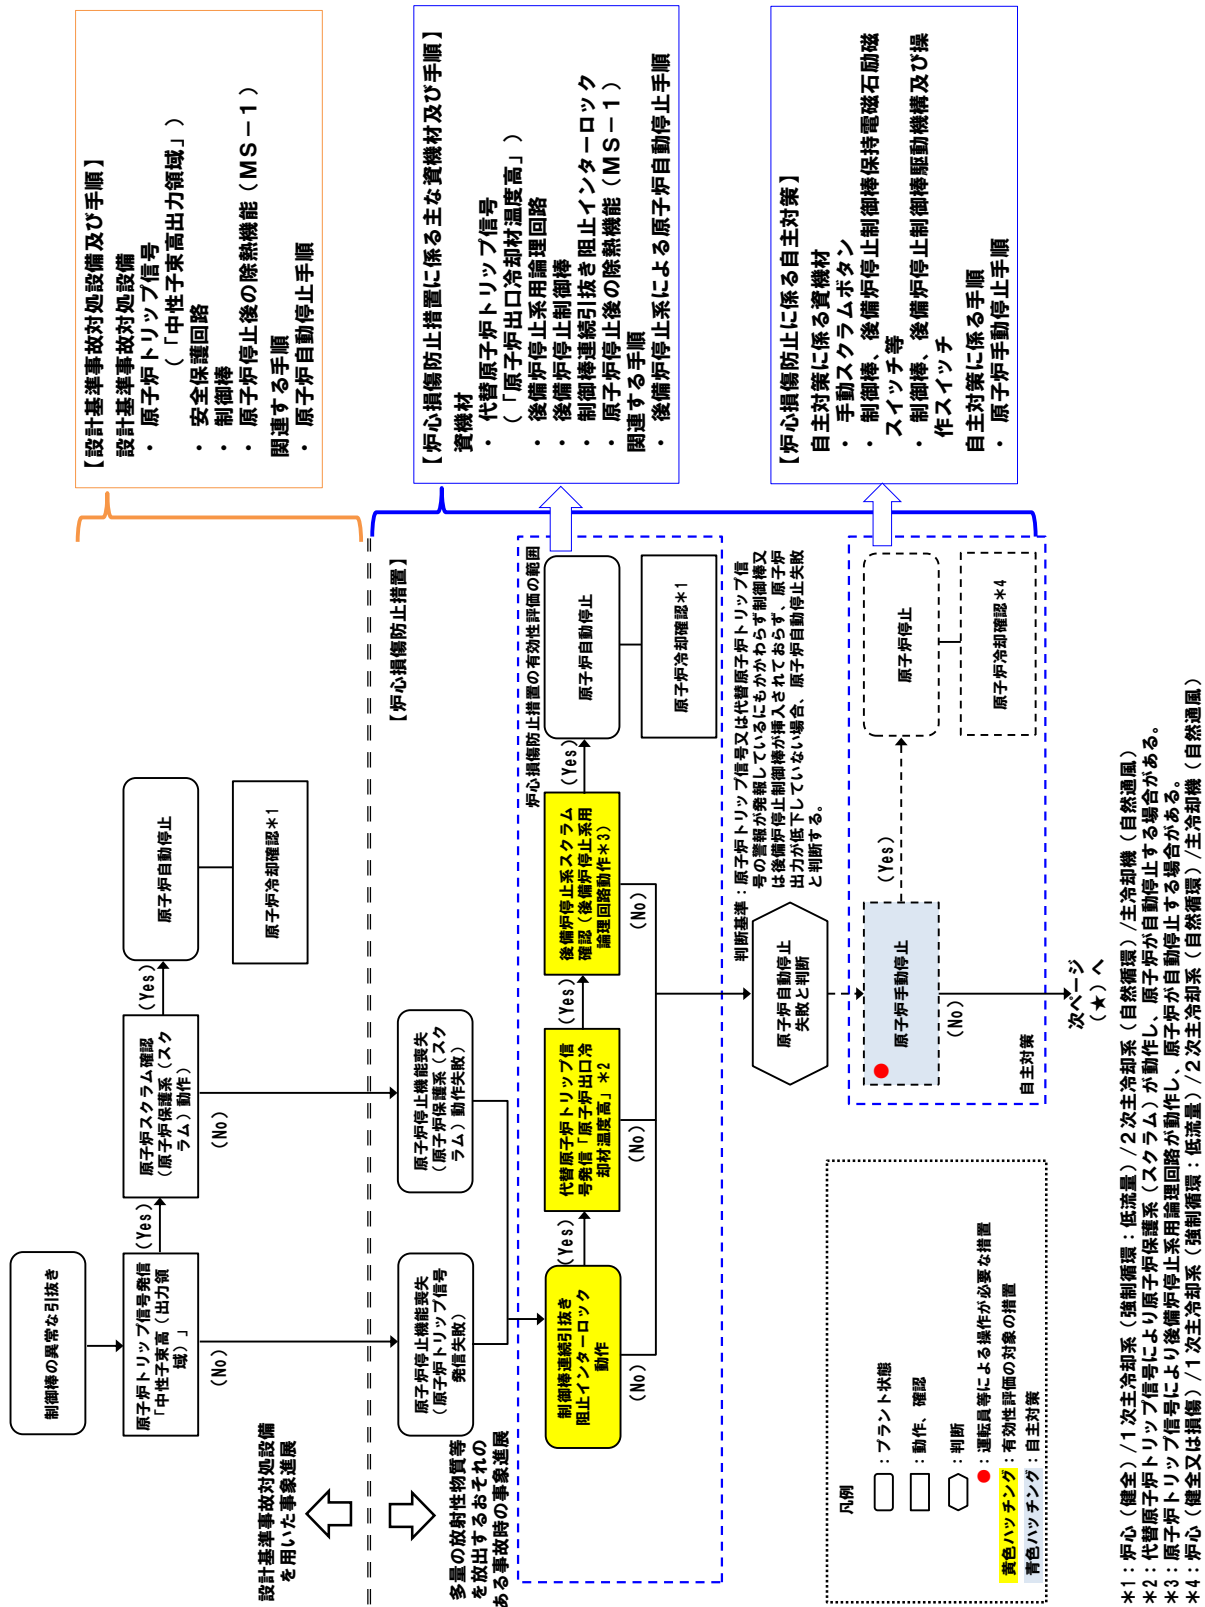 制御棒の異常な引抜き
原子炉トリップ信号発信
「中性子束高（出力領
域）」
（Yes）
（No）
原子炉スクラム確認
（原子炉保護系（スク
ラム）動作）
（Yes）
（No）
原子炉自動停止
原子炉冷却確認＊1
【設計基準事故対処設備及び手順】
設計基準事故対処設備
・ 原子炉トリップ信号
（「中性子束高出力領域」）
・ 安全保護回路
・ 制御棒
・ 原子炉停止後の除熱機能（ＭＳ－１）
関連する手順
・ 原子炉自動停止手順
設計基準事故対処設備
を用いた事象進展
多量の放射性物質等
を放出するおそれの
ある事故時の事象進展
【炉心損傷防止措置】
原子炉停止機能喪失
（原子炉トリップ信号
発信失敗）
原子炉停止機能喪失
（原子炉保護系（スク
ラム）動作失敗）
炉心損傷防止措置の有効性評価の範囲
制御棒連続引抜き
阻止インターロック
動作
（Yes）
（No）
代替原子炉トリップ信
号発信「原子炉出口冷
却材温度高」＊2
（Yes）
（No）
後備炉停止系スクラム
確認（後備炉停止系用
論理回路動作＊3）
（Yes）
（No）
原子炉自動停止
原子炉冷却確認＊1
【炉心損傷防止措置に係る主な資機材及び手順】
資機材
・ 代替原子炉トリップ信号
（「原子炉出口冷却材温度高」）
・ 後備炉停止系用論理回路
・ 後備炉停止制御棒
・ 制御棒連続引抜き阻止インターロック
・ 原子炉停止後の除熱機能（ＭＳ－１）
関連する手順
・ 後備炉停止系による原子炉自動停止手順
判断基準：原子炉トリップ信号又は代替原子炉トリップ信
号の警報が発報しているにもかかわらず制御棒又
は後備炉停止制御棒が挿入されておらず、原子炉
出力が低下していない場合、原子炉自動停止失敗
と判断する。
原子炉自動停止
失敗と判断
原子炉手動停止
（Yes）
（No）
原子炉停止
原子炉冷却確認＊4
自主対策
次ページ
（★）へ
【炉心損傷防止に係る自主対策】
自主対策に係る資機材
・ 手動スクラムボタン
・ 制御棒、後備炉停止制御棒保持電磁石励磁
スイッチ等
・ 制御棒、後備炉停止制御棒駆動機構及び操
作スイッチ
自主対策に係る手順
・ 原子炉手動停止手順
凡例
：プラント状態
：動作、確認
：判断
：運転員等による操作が必要な措置
黄色ハッチング：有効性評価の対象の措置
青色ハッチング：自主対策
＊1：炉心（健全）/１次主冷却系（強制循環：低流量）/２次主冷却系（自然循環）/主冷却機（自然通風）
＊2：代替原子炉トリップ信号により原子炉保護系（スクラム）が動作し、原子炉が自動停止する場合がある。
＊3：原子炉トリップ信号により後備炉停止系用論理回路が動作し、原子炉が自動停止する場合がある。
＊4：炉心（健全又は損傷）/１次主冷却系（強制循環：低流量）/２次主冷却系（自然循環）/主冷却機（自然通風）